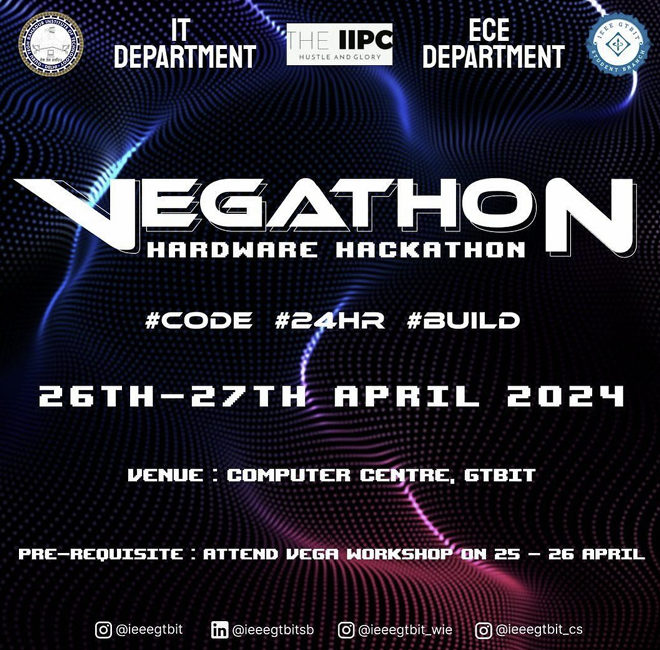 IT
DEPARTMENT
THE IIPC
HUSTLE AND GLORY
ECE
DEPARTMENT
IEEE GTBIT
STUDENT BRANCH
VEGATHON
HARDWARE HACKATHON
#CODE #24HR #BUILD
26TH-27TH APRIL 2024
VENUE : COMPUTER CENTRE, GTBIT
PRE-REQUISITE : ATTEND VEGA WORKSHOP ON 25 - 26 APRIL
@ieeegtbit @ieeegtbitsb @ieeegtbit_wie @ieeegtbit_cs